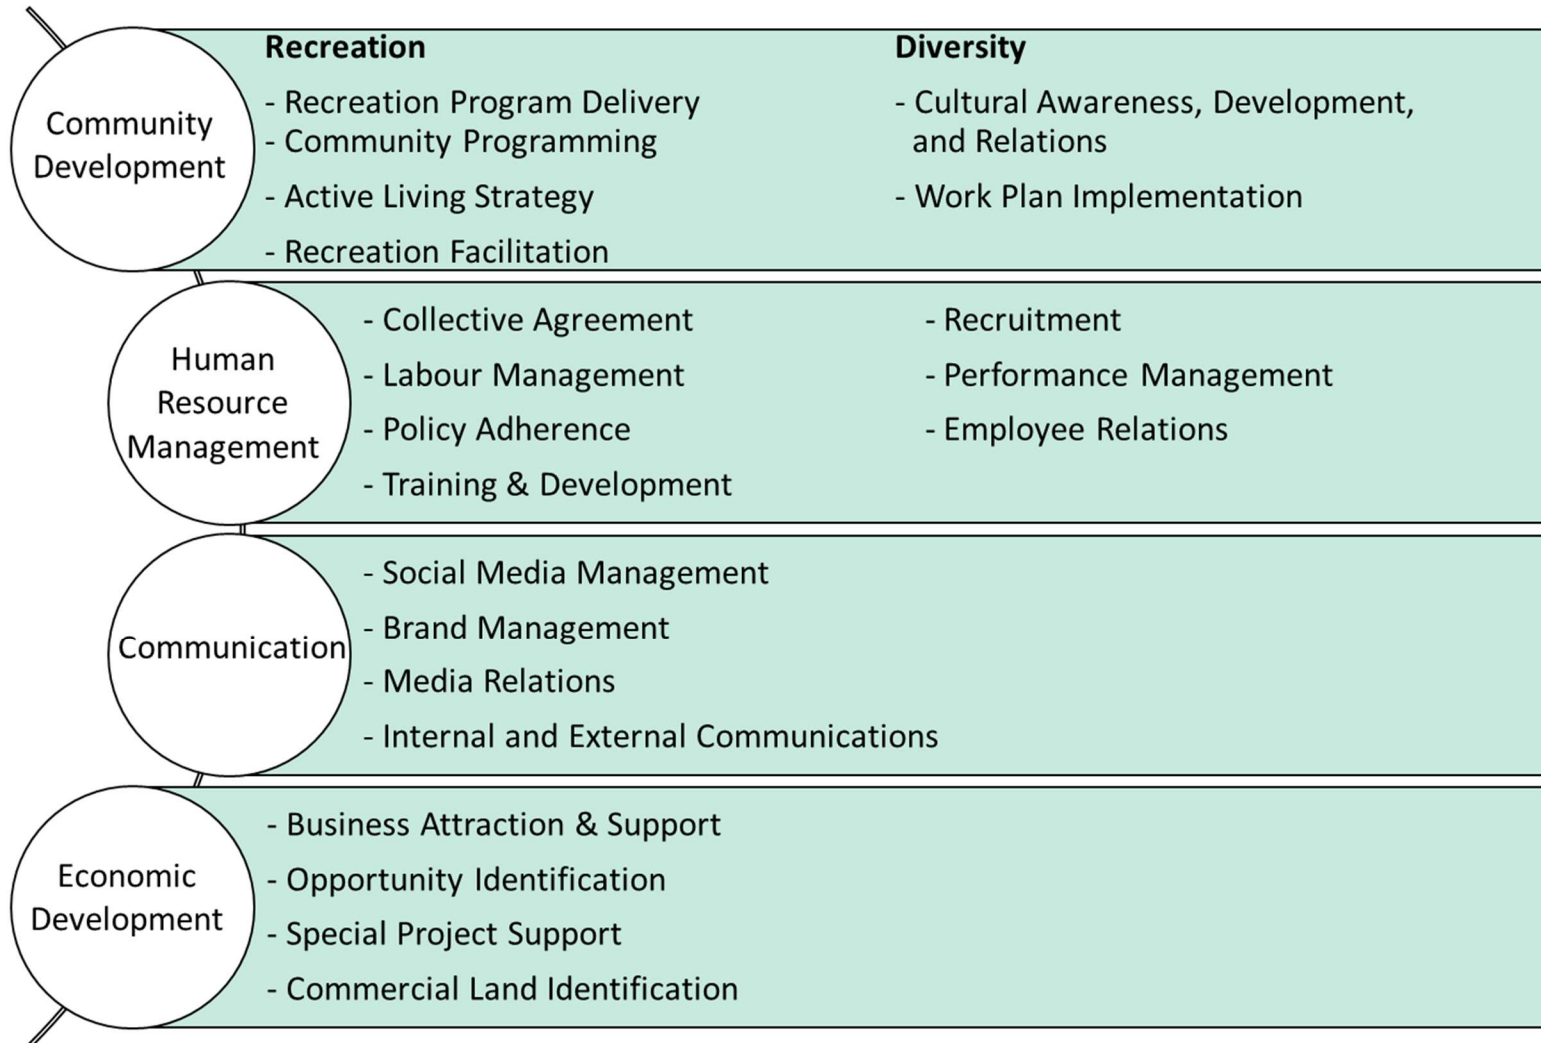 Community
Development
Recreation
- Recreation Program Delivery
- Community Programming
- Active Living Strategy
- Recreation Facilitation
Diversity
- Cultural Awareness, Development,
and Relations
- Work Plan Implementation
Human
Resource
Management
- Collective Agreement
- Labour Management
- Policy Adherence
- Training & Development
- Recruitment
- Performance Management
- Employee Relations
Communication
- Social Media Management
- Brand Management
- Media Relations
- Internal and External Communications
Economic
Development
- Business Attraction & Support
- Opportunity Identification
- Special Project Support
- Commercial Land Identification